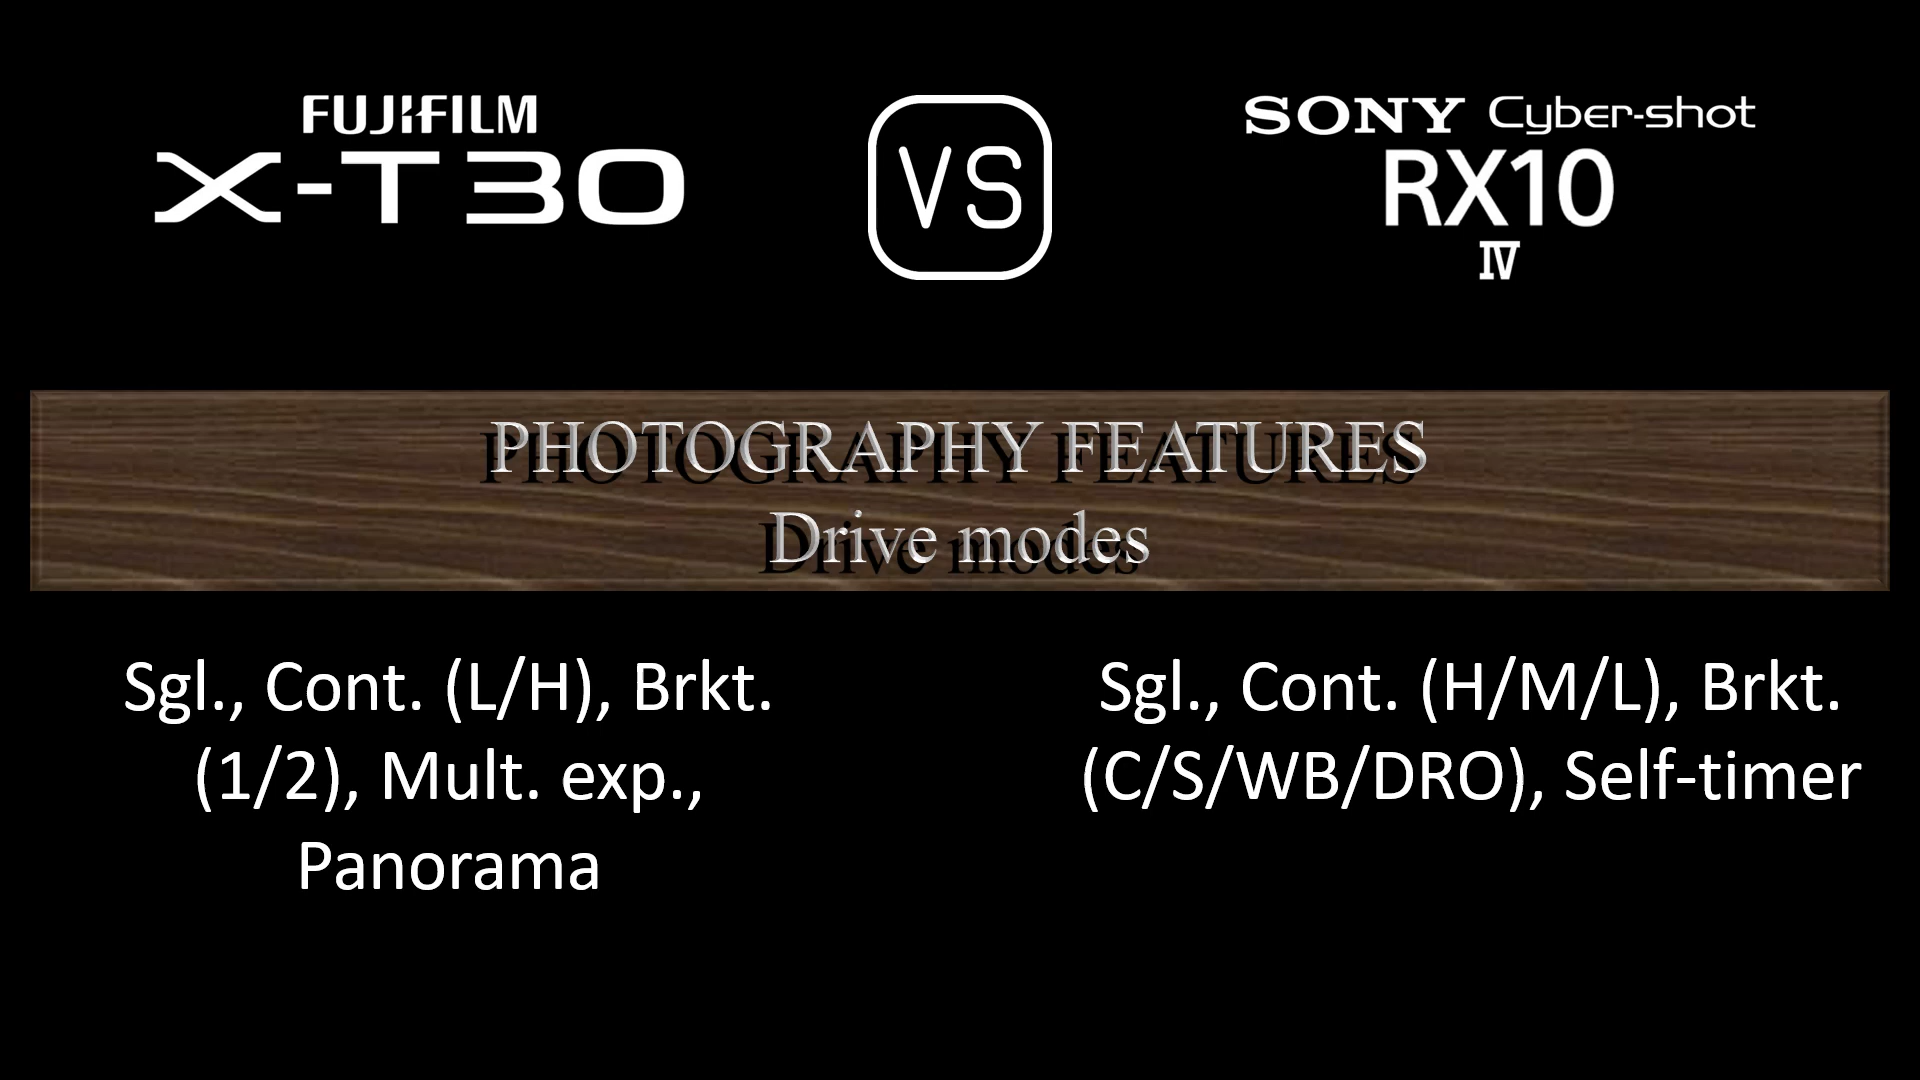 FUJIFILM
X-T30
VS
SONY Cyber-shot
RX10
IV
PHOTOGRAPHY FEATURES
Drive modes
Sgl., Cont. (L/H), Brkt.
(1/2), Mult. exp.,
Panorama
Sgl., Cont. (H/M/L), Brkt.
(C/S/WB/DRO), Self-timer